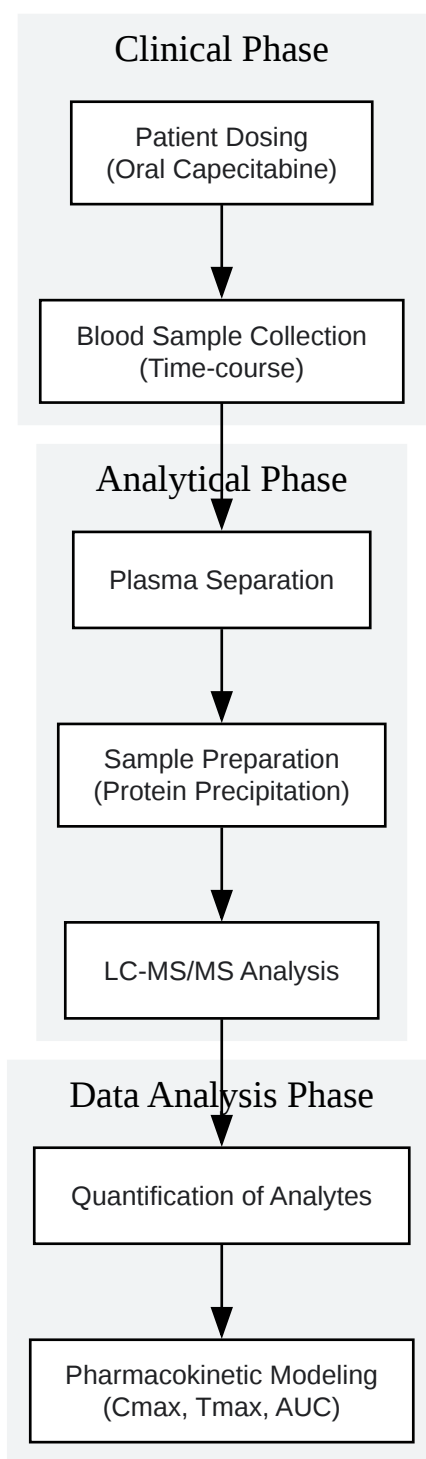 Clinical Phase
Patient Dosing
(Oral Capecitabine)
Blood Sample Collection
(Time-course)
Analytical Phase
Plasma Separation
Sample Preparation
(Protein Precipitation)
LC-MS/MS Analysis
Data Analysis Phase
Quantification of Analytes
Pharmacokinetic Modeling
(Cmax, Tmax, AUC)